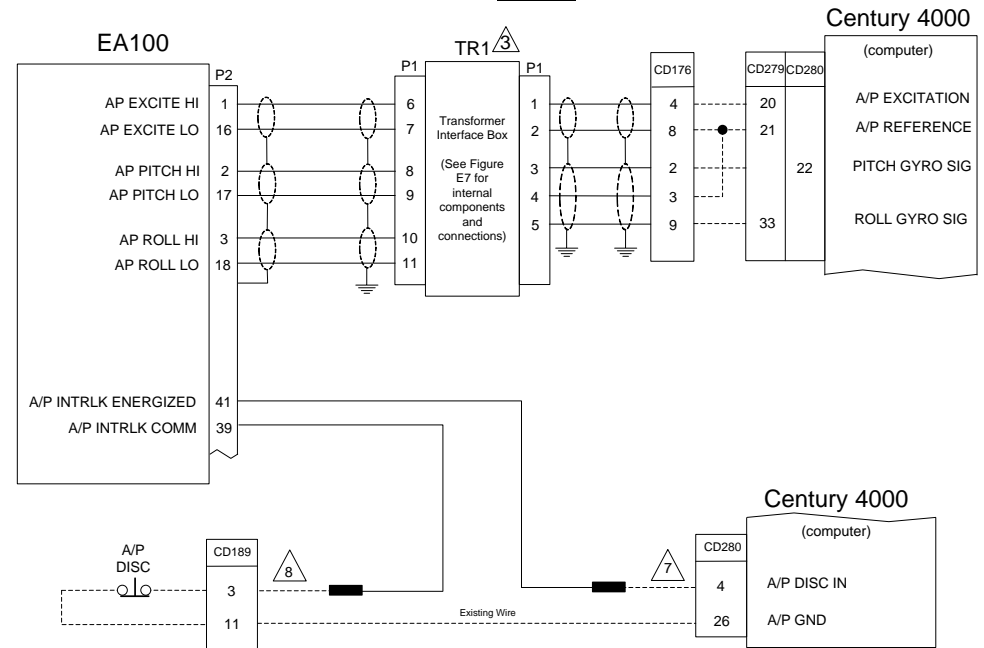 Century 4000
EA100
TR1 3
(computer)
P2
P1
P1
CD176
CD279 CD280
AP EXCITE HI 1 6 1 4 20 A/P EXCITATION
AP EXCITE LO 16 7 2 8 21 A/P REFERENCE
Transformer
Interface Box
(See Figure
E7 for
internal
components
and
connections)
AP PITCH HI 2 8 3 2 22 PITCH GYRO SIG
AP PITCH LO 17 9 4 3
AP ROLL HI 3 10 5 9 33 ROLL GYRO SIG
AP ROLL LO 18 11
A/P INTRLK ENERGIZED 41
A/P INTRLK COMM 39
Century 4000
(computer)
A/P
DISC
CD189
8
7
CD280
3
4 A/P DISC IN
11
Existing Wire
26 A/P GND